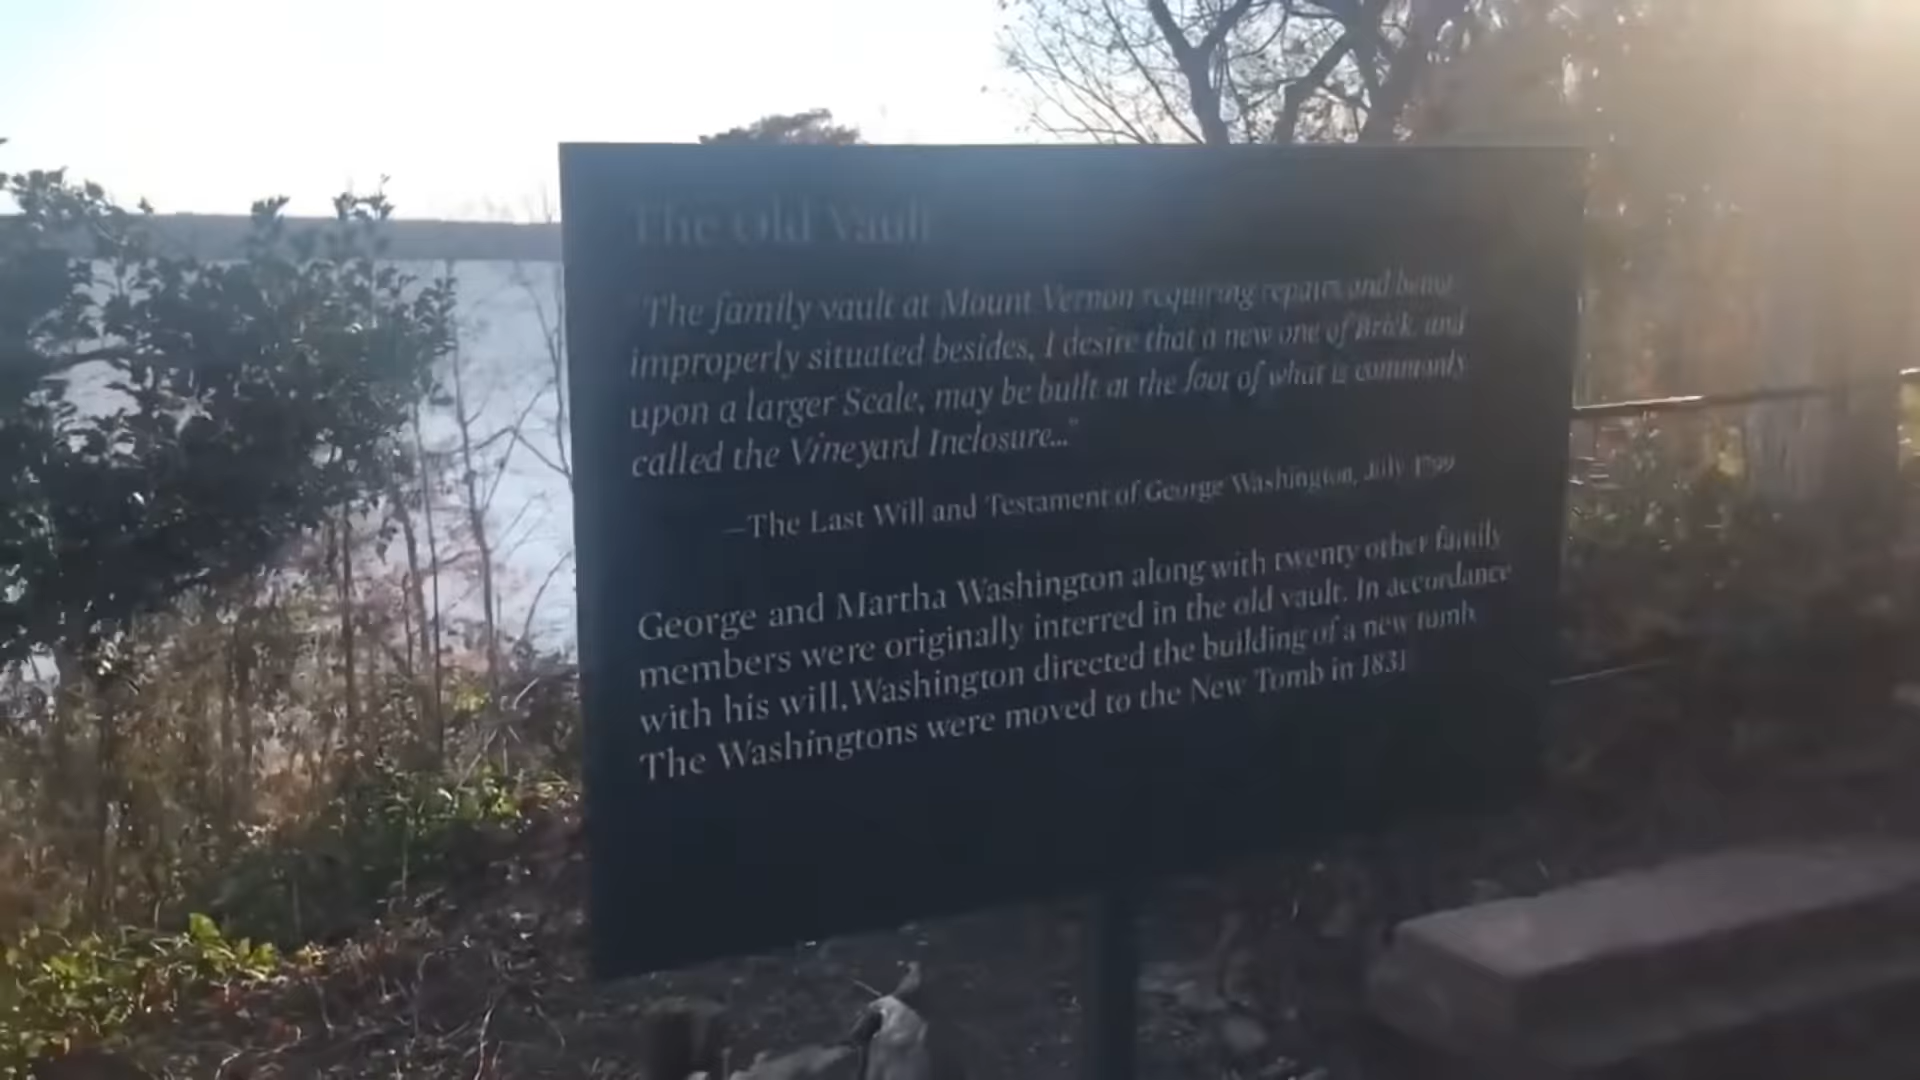 The Old Vault
"The family vault at Mount Vernon requiring repairs and being
improperly situated besides, I desire that a new one of Brick, and
upon a larger Scale, may be built at the foot of what is commonly
called the Vineyard Inclosure..."
—The Last Will and Testament of George Washington, July 1799
George and Martha Washington along with twenty other family
members were originally interred in the old vault. In accordance
with his will, Washington directed the building of a new tomb.
The Washingtons were moved to the New Tomb in 1831